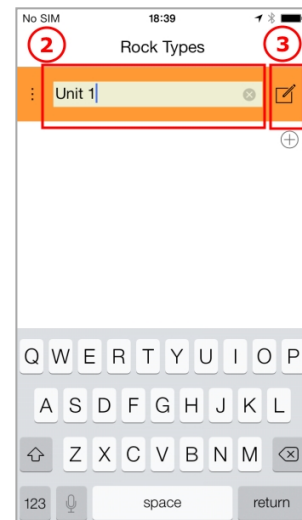 No SIM 18:39
2 3
Rock Types
Unit 1
Q W E R T Y U I O P
A S D F G H J K L
Z X C V B N M
123 space return